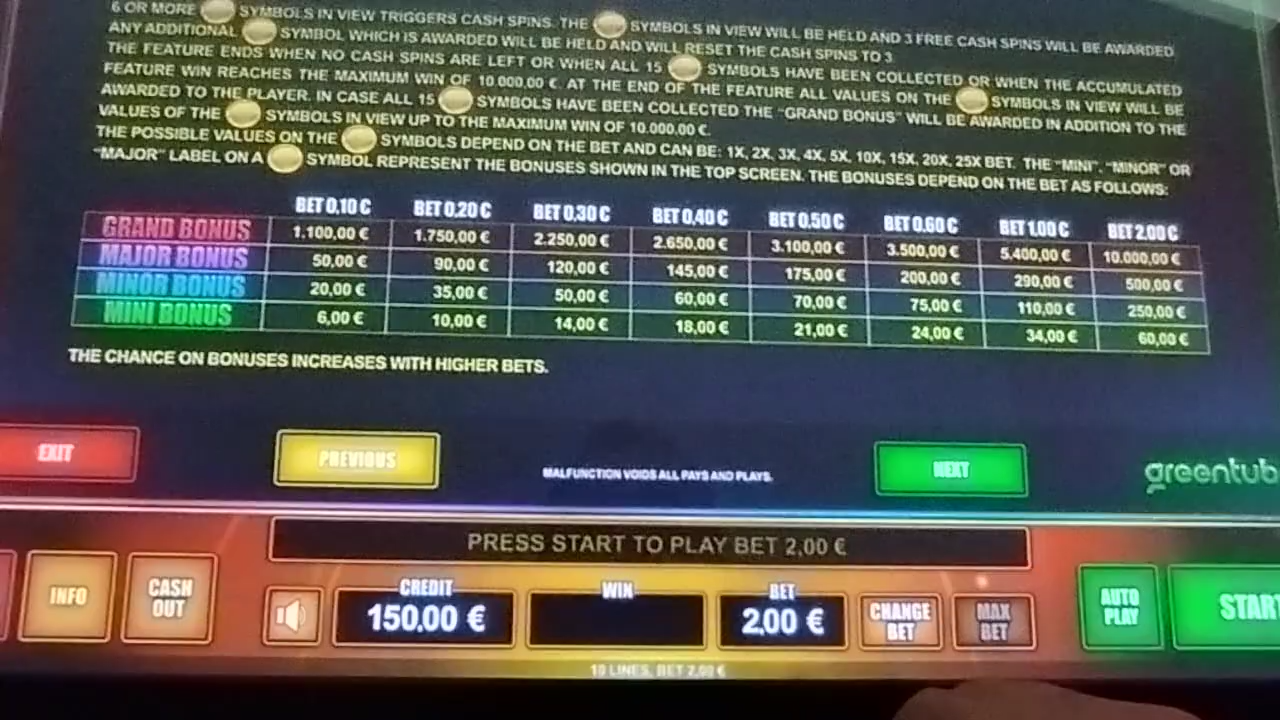 6 OR MORE SYMBOLS IN VIEW TRIGGERS CASH SPINS. THE SYMBOLS IN VIEW WILL BE HELD AND 3 FREE CASH SPINS WILL BE AWARDED.
ANY ADDITIONAL SYMBOL WHICH IS AWARDED WILL BE HELD AND WILL RESET THE CASH SPINS TO 3.
THE FEATURE ENDS WHEN NO CASH SPINS ARE LEFT OR WHEN ALL 15 SYMBOLS HAVE BEEN COLLECTED OR WHEN THE ACCUMULATED
FEATURE WIN REACHES THE MAXIMUM WIN OF 10.000,00 €. AT THE END OF THE FEATURE ALL VALUES ON THE SYMBOLS IN VIEW WILL BE
AWARDED TO THE PLAYER. IN CASE ALL 15 SYMBOLS HAVE BEEN COLLECTED THE "GRAND BONUS" WILL BE AWARDED IN ADDITION TO THE
VALUES OF THE SYMBOLS IN VIEW UP TO THE MAXIMUM WIN OF 10.000,00 €.
THE POSSIBLE VALUES ON THE SYMBOLS DEPEND ON THE BET AND CAN BE: 1X, 2X, 3X, 4X, 5X, 10X, 15X, 20X, 25X BET. THE "MINI", "MINOR" OR
"MAJOR" LABEL ON A SYMBOL REPRESENT THE BONUSES SHOWN IN THE TOP SCREEN. THE BONUSES DEPEND ON THE BET AS FOLLOWS:
BET 0,10 € BET 0,20 € BET 0,30 € BET 0,40 € BET 0,50 € BET 0,60 € BET 1,00 € BET 2,00 €
GRAND BONUS 1.100,00 € 1.750,00 € 2.250,00 € 2.650,00 € 3.100,00 € 3.500,00 € 5.400,00 € 10.000,00 €
MAJOR BONUS 50,00 € 90,00 € 120,00 € 145,00 € 175,00 € 200,00 € 290,00 € 500,00 €
MINOR BONUS 20,00 € 35,00 € 50,00 € 60,00 € 70,00 € 75,00 € 110,00 € 250,00 €
MINI BONUS 6,00 € 10,00 € 14,00 € 18,00 € 21,00 € 24,00 € 34,00 € 60,00 €
THE CHANCE ON BONUSES INCREASES WITH HIGHER BETS.
EXIT PREVIOUS MALFUNCTION VOIDS ALL PAYS AND PLAYS. NEXT greentub
PRESS START TO PLAY BET 2,00 €
INFO CASH OUT CREDIT 150,00 € WIN BET 2,00 € CHANGE BET MAX BET AUTO PLAY START
10 LINES, BET 2,00 €